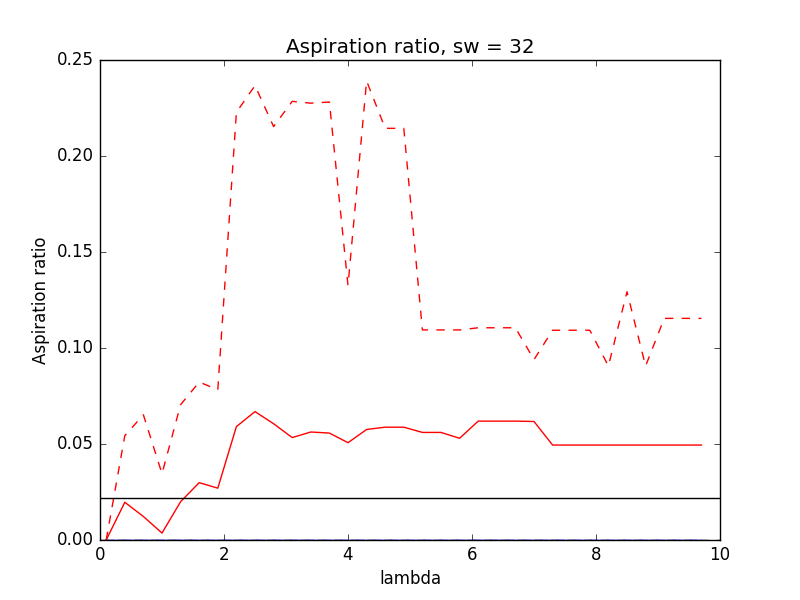 Aspiration ratio, sw = 32
0.25
0.20
0.15
0.10
0.05
0.00
Aspiration ratio
0 2 4 6 8 10
lambda